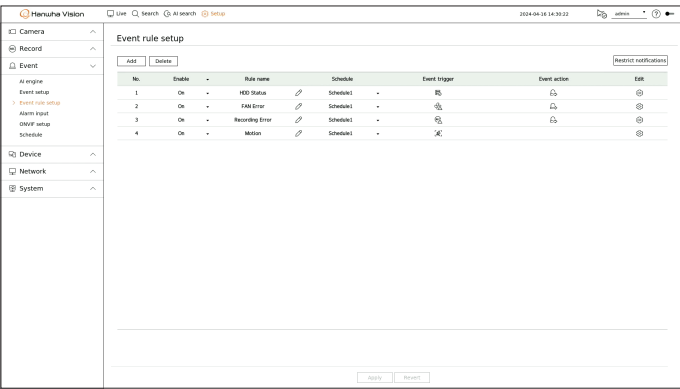 Hanwha Vision
Live Search AI search Setup 2024-04-16 14:30:22 admin ?
Camera
Record
Event
AI engine
Event setup
Event rule setup
Alarm input
ONVIF setup
Schedule
Device
Network
System
Event rule setup
Add Delete Restrict notifications
No. Enable Rule name Schedule Event trigger Event action Edit
1 On HDD Status Schedule1
2 On FAN Error Schedule1
3 On Recording Error Schedule1
4 On Motion Schedule1
Apply Revert